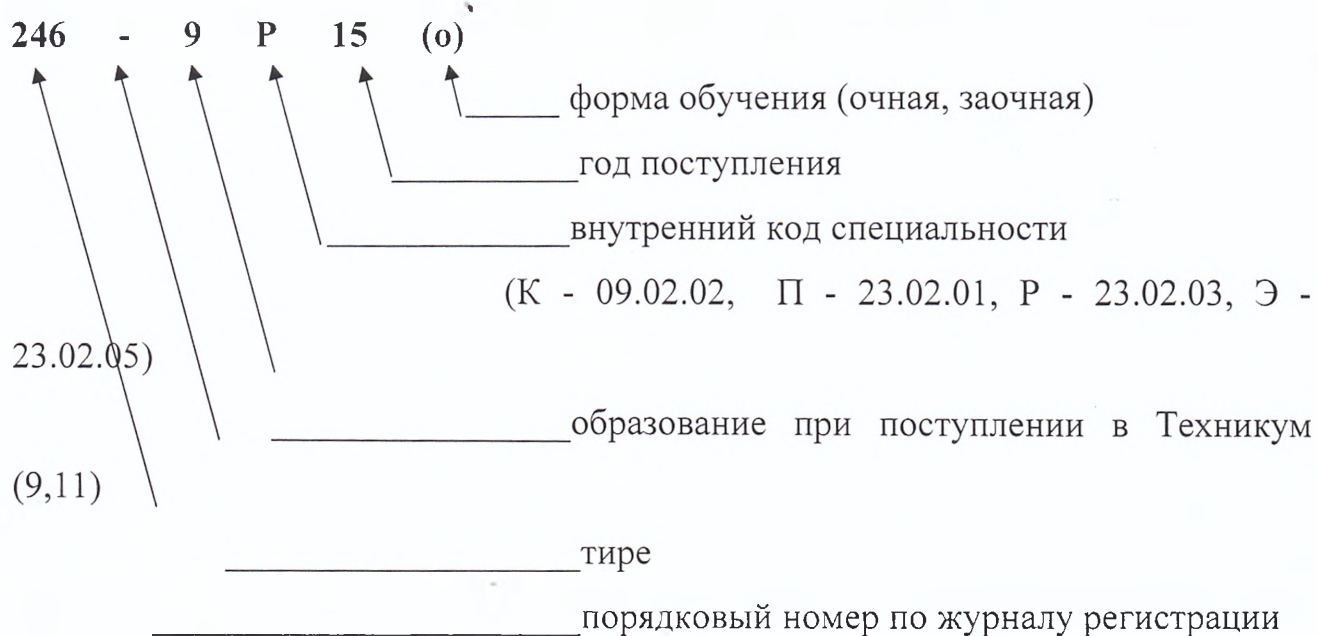 246 - 9 Р 15 (о)
форма обучения (очная, заочная)
год поступления
внутренний код специальности
(К - 09.02.02, П - 23.02.01, Р - 23.02.03, Э -
23.02.05)
образование при поступлении в Техникум
(9,11)
тире
порядковый номер по журналу регистрации